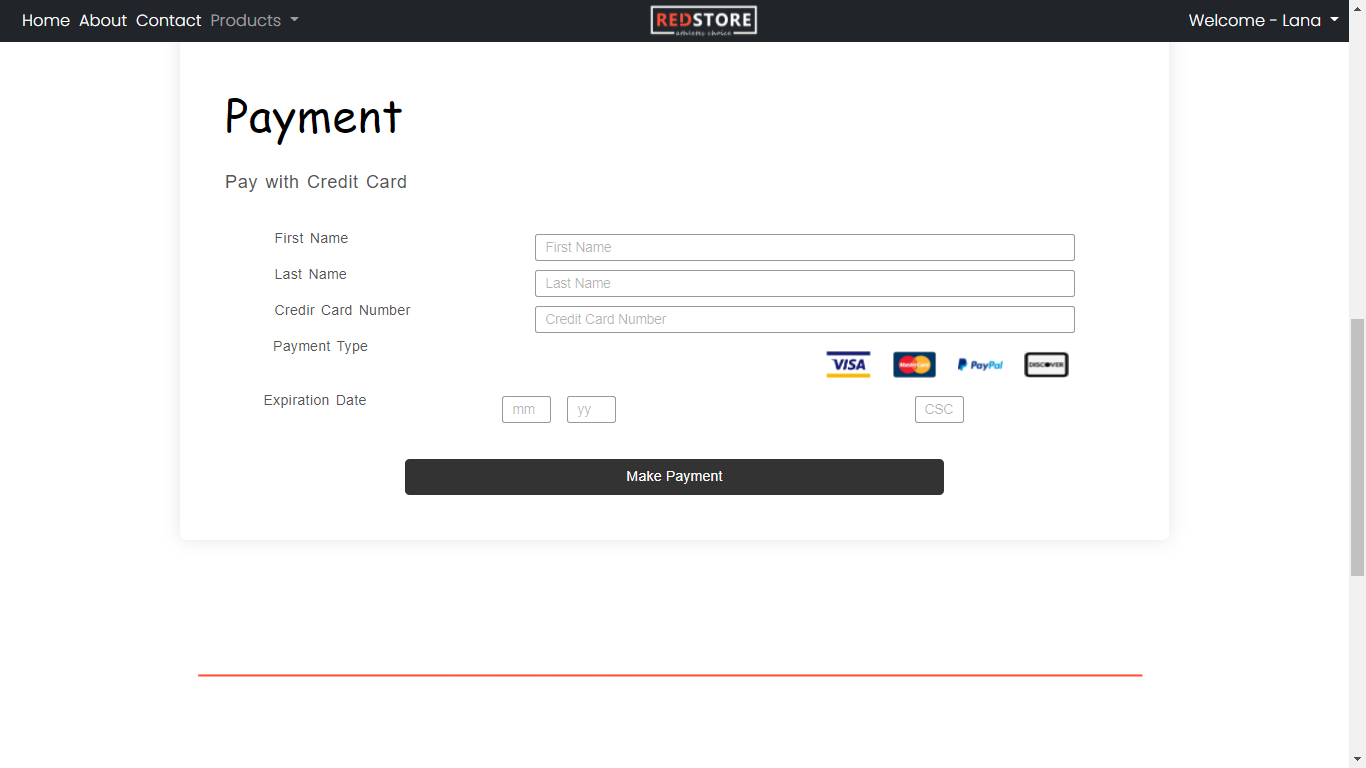 Home About Contact Products REDSTORE Welcome - Lana
athletes choice
Payment
Pay with Credit Card
First Name First Name
Last Name Last Name
Credir Card Number Credit Card Number
Payment Type VISA MasterCard PayPal DISCOVER
Expiration Date mm yy CSC
Make Payment